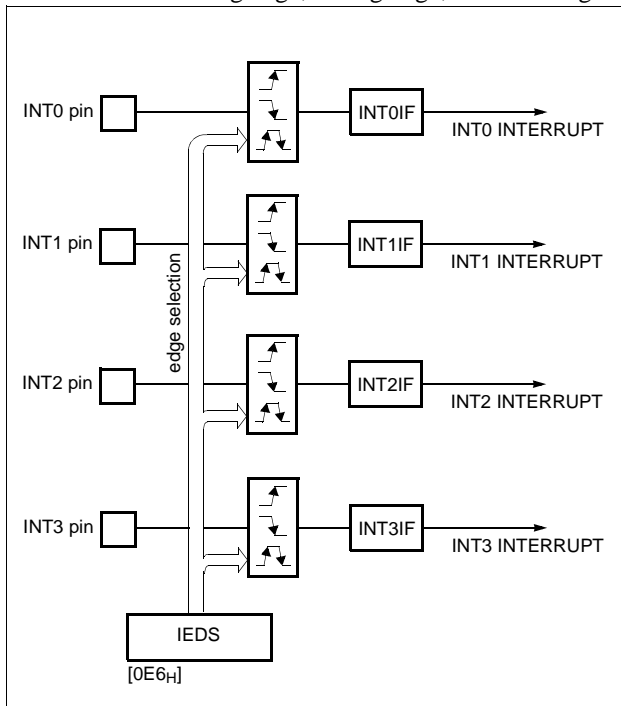 INT0 pin
INT0IF
INT0 INTERRUPT
INT1 pin
INT1IF
INT1 INTERRUPT
edge selection
INT2 pin
INT2IF
INT2 INTERRUPT
INT3 pin
INT3IF
INT3 INTERRUPT
IEDS
[0E6H]